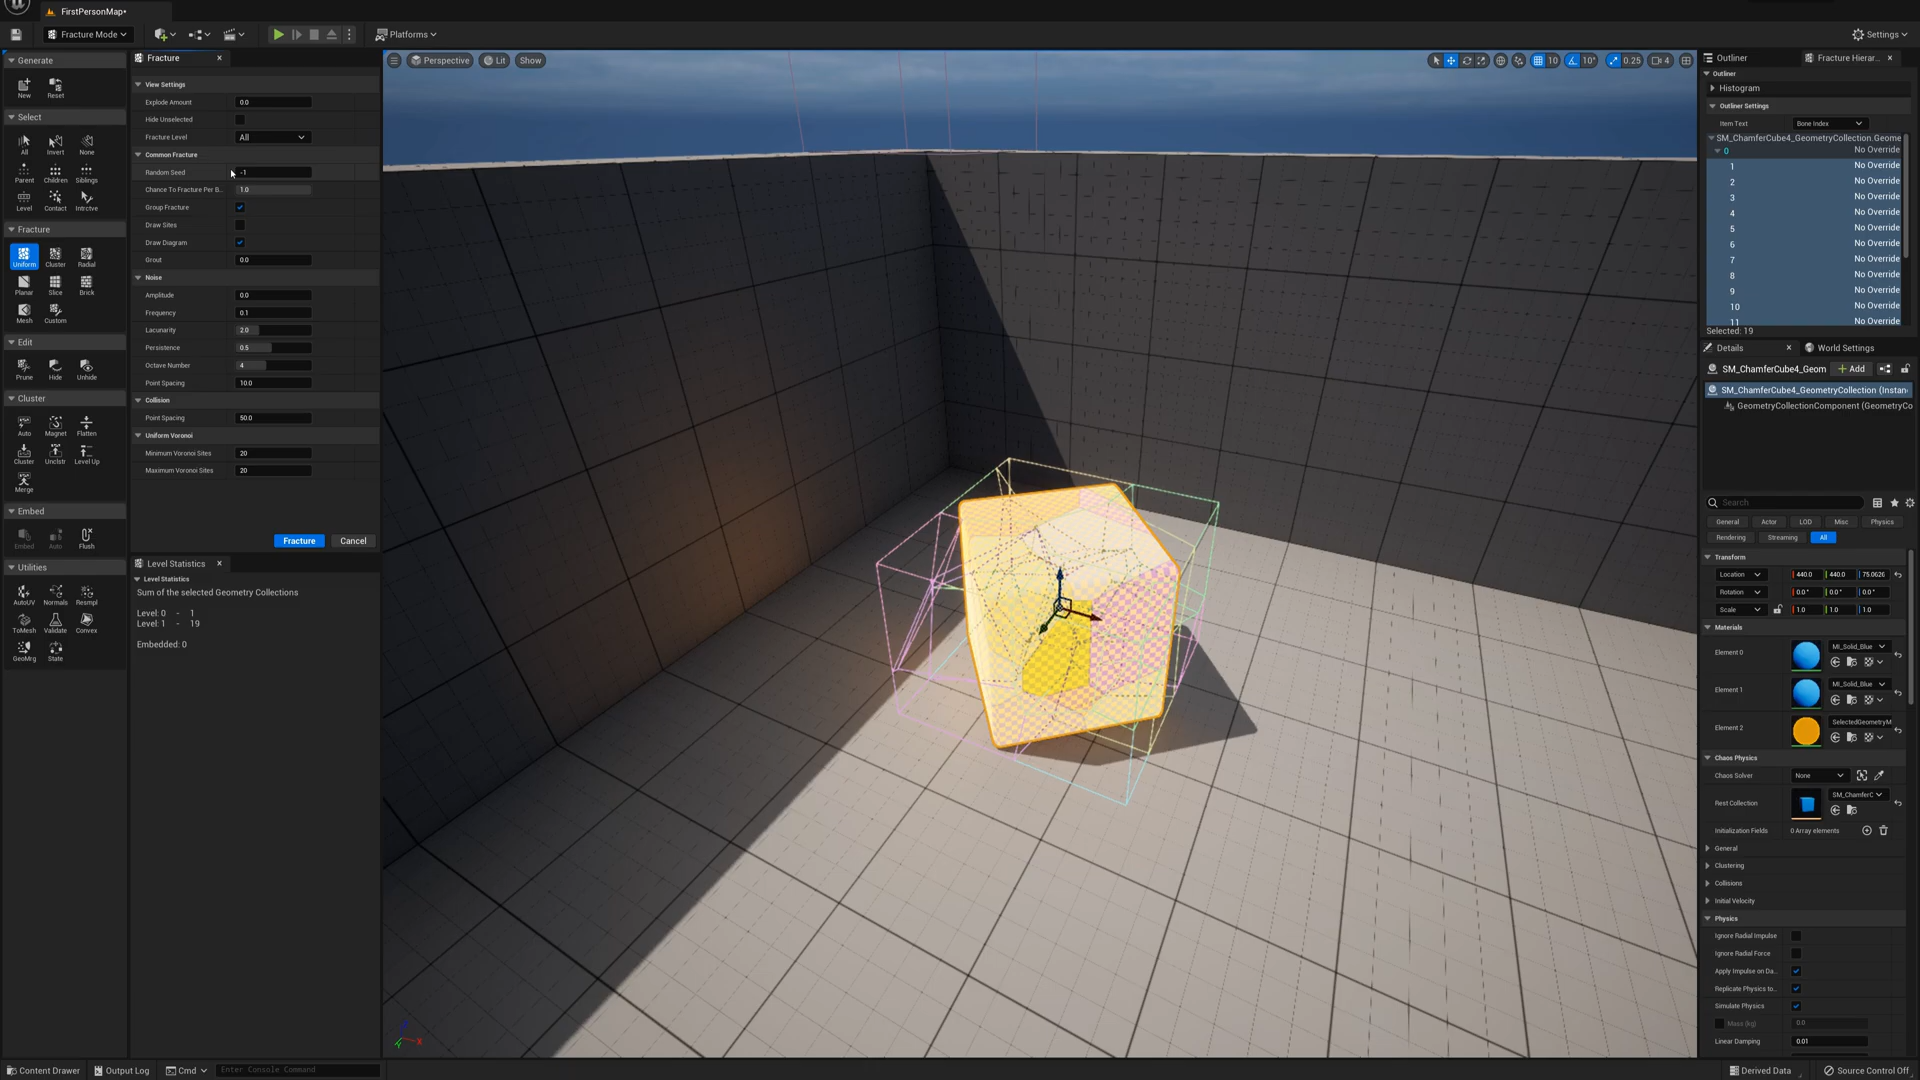 FirstPersonMap•
Fracture Mode
Platforms
Settings
Generate
New
Reset
Select
All
Invert
None
Parent
Children
Siblings
Level
Contact
Intrctve
Fracture
Uniform
Cluster
Radial
Planar
Slice
Brick
Mesh
Custom
Edit
Prune
Hide
Unhide
Cluster
Auto
Magnet
Flatten
Cluster
Unclstr
Level Up
Merge
Embed
Embed
Auto
Flush
Utilities
AutoUV
Normals
Resmpl
ToMesh
Validate
Convex
GeoMrg
State
Fracture
View Settings
Explode Amount
0.0
Hide Unselected
Fracture Level
All
Common Fracture
Random Seed
-1
Chance To Fracture Per B...
1.0
Group Fracture
Draw Sites
Draw Diagram
Grout
0.0
Noise
Amplitude
0.0
Frequency
0.1
Lacunarity
2.0
Persistence
0.5
Octave Number
4
Point Spacing
10.0
Collision
Point Spacing
50.0
Uniform Voronoi
Minimum Voronoi Sites
20
Maximum Voronoi Sites
20
Fracture
Cancel
Level Statistics
Level Statistics
Sum of the selected Geometry Collections
Level: 0 - 1
Level: 1 - 19
Embedded: 0
Perspective
Lit
Show
10
10°
0.25
4
Outliner
Fracture Hierar...
Outliner
Histogram
Outliner Settings
Item Text
Bone Index
SM_ChamferCube4_GeometryCollection.Geome
0 No Override
1 No Override
2 No Override
3 No Override
4 No Override
5 No Override
6 No Override
7 No Override
8 No Override
9 No Override
10 No Override
11 No Override
Selected: 19
Details
World Settings
SM_ChamferCube4_Geom
Add
SM_ChamferCube4_GeometryCollection (Instan
GeometryCollectionComponent (GeometryCo
Search
General
Actor
LOD
Misc
Physics
Rendering
Streaming
All
Transform
Location
440.0
440.0
75.0626
Rotation
0.0°
0.0°
0.0°
Scale
1.0
1.0
1.0
Materials
Element 0
MI_Solid_Blue
Element 1
MI_Solid_Blue
Element 2
SelectedGeometryM
Chaos Physics
Chaos Solver
None
Rest Collection
SM_ChamferC
Initialization Fields
0 Array elements
General
Clustering
Collisions
Initial Velocity
Physics
Ignore Radial Impulse
Ignore Radial Force
Apply Impulse on Da...
Replicate Physics to...
Simulate Physics
Mass (kg)
0.0
Linear Damping
0.01
Content Drawer
Output Log
Cmd
Enter Console Command
Derived Data
Source Control Off